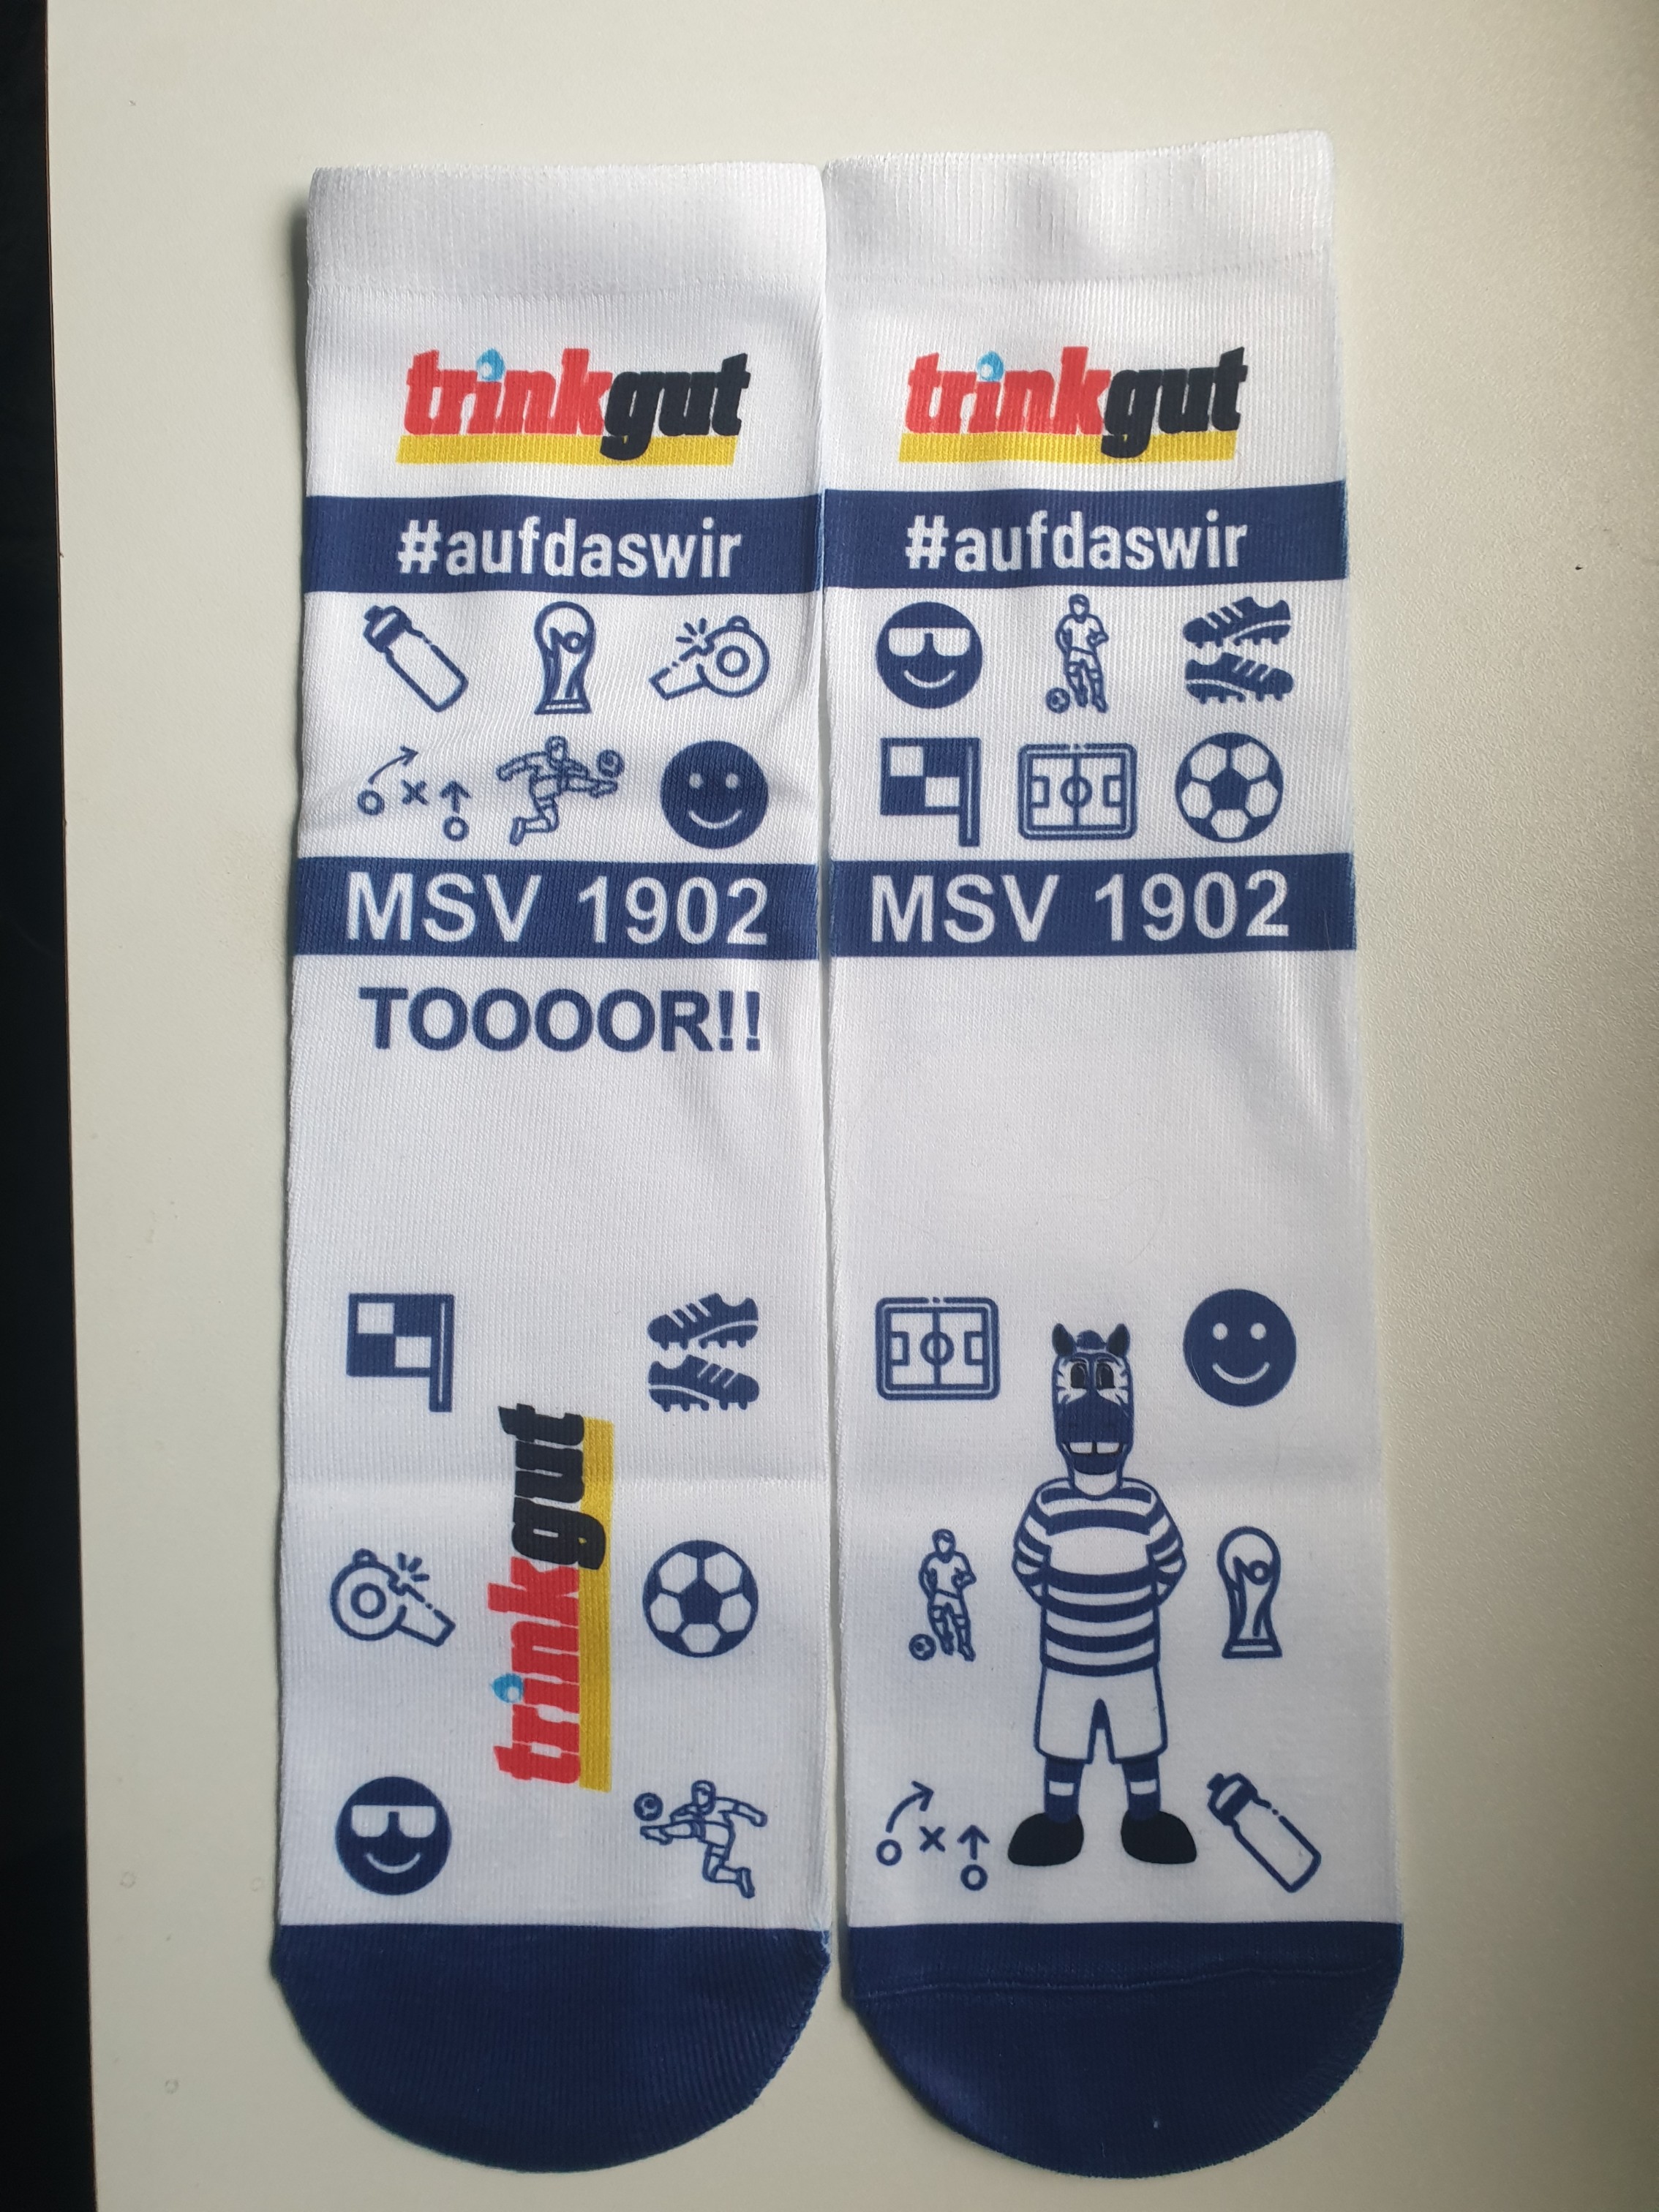 trinkgut
#aufdaswir
MSV 1902
TOOOOR!!
trinkgut
trinkgut
#aufdaswir
MSV 1902